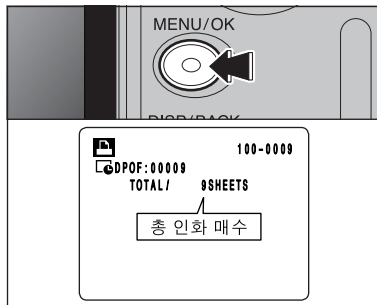 MENU/OK
DISP/BACK
100-0009
DPOF:00009
TOTAL/ 9SHEETS
총 인화 매수